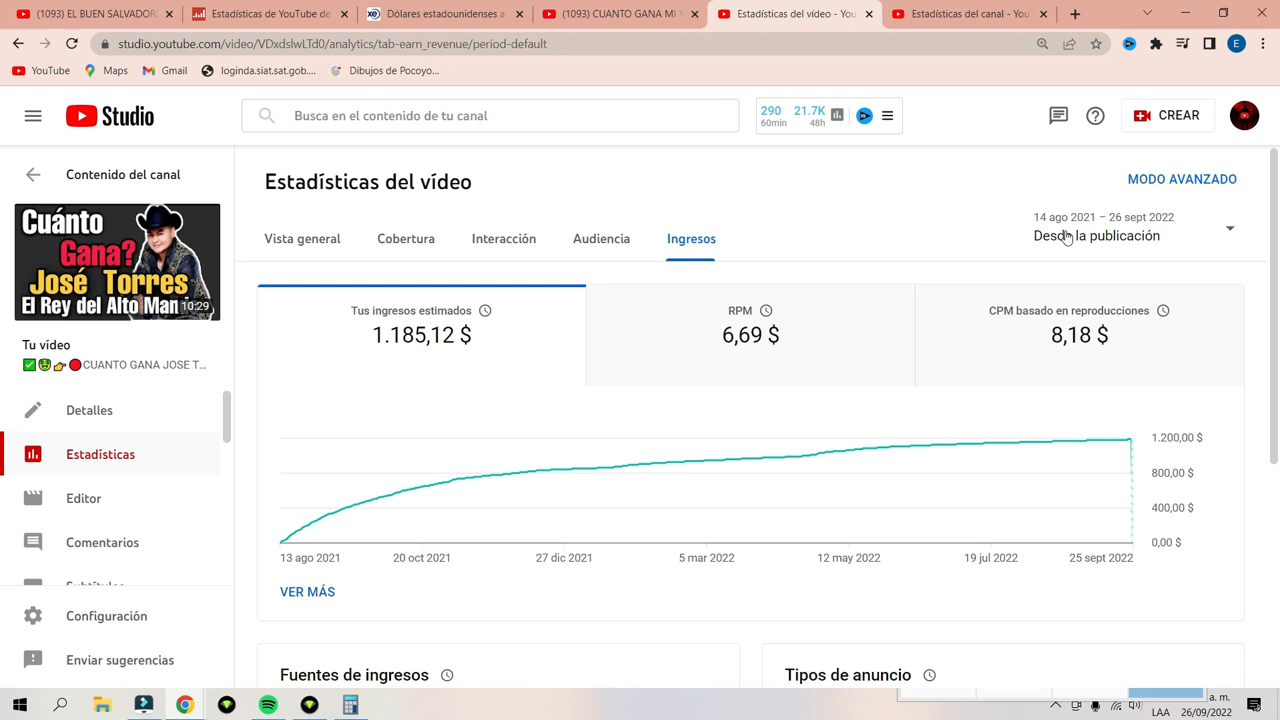 (1093) EL BUEN SALVADOR
Estadísticas de YouTube de
Dólares estadounidenses a
(1093) CUANTO GANA MI Y
Estadísticas del vídeo - You
Estadísticas del canal - You
studio.youtube.com/video/VDxdsIwLTd0/analytics/tab-earn_revenue/period-default
E
YouTube
Maps
Gmail
loginda.siat.sat.gob....
Dibujos de Pocoyo...
Studio
Busca en el contenido de tu canal
290
60min
21.7K
48h
CREAR
Contenido del canal
Estadísticas del vídeo
MODO AVANZADO
14 ago 2021 – 26 sept 2022
Desde la publicación
Vista general
Cobertura
Interacción
Audiencia
Ingresos
Cuánto
Gana?
José Torres
El Rey del Alto Man
10:29
Tu vídeo
CUANTO GANA JOSE T...
Detalles
Estadísticas
Editor
Comentarios
Subtítulos
Configuración
Enviar sugerencias
Tus ingresos estimados
1.185,12 $
RPM
6,69 $
CPM basado en reproducciones
8,18 $
1.200,00 $
800,00 $
400,00 $
0,00 $
13 ago 2021
20 oct 2021
27 dic 2021
5 mar 2022
12 may 2022
19 jul 2022
25 sept 2022
VER MÁS
Fuentes de ingresos
Tipos de anuncio
a. m.
LAA
26/09/2022